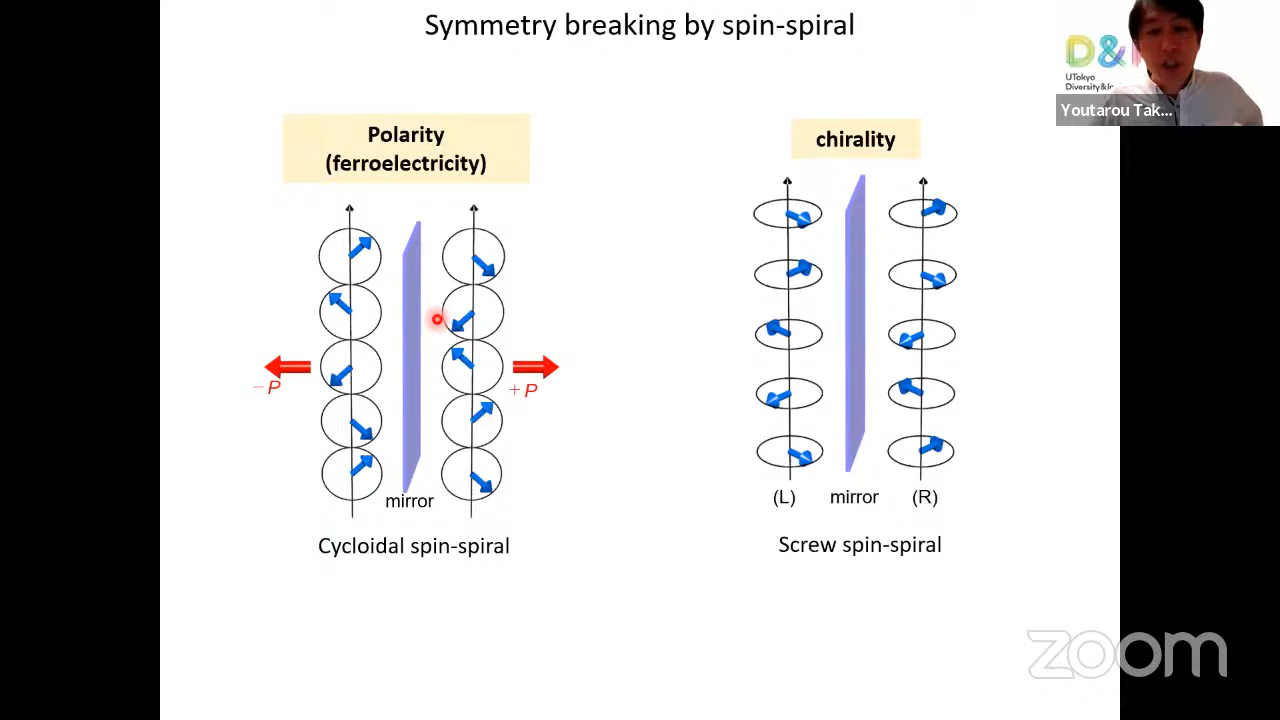 Symmetry breaking by spin-spiral
D&
UTokyo
Youtarou Tak...
Polarity
(ferroelectricity)
chirality
−P
+P
mirror
(L)
mirror
(R)
Cycloidal spin-spiral
Screw spin-spiral
zoom